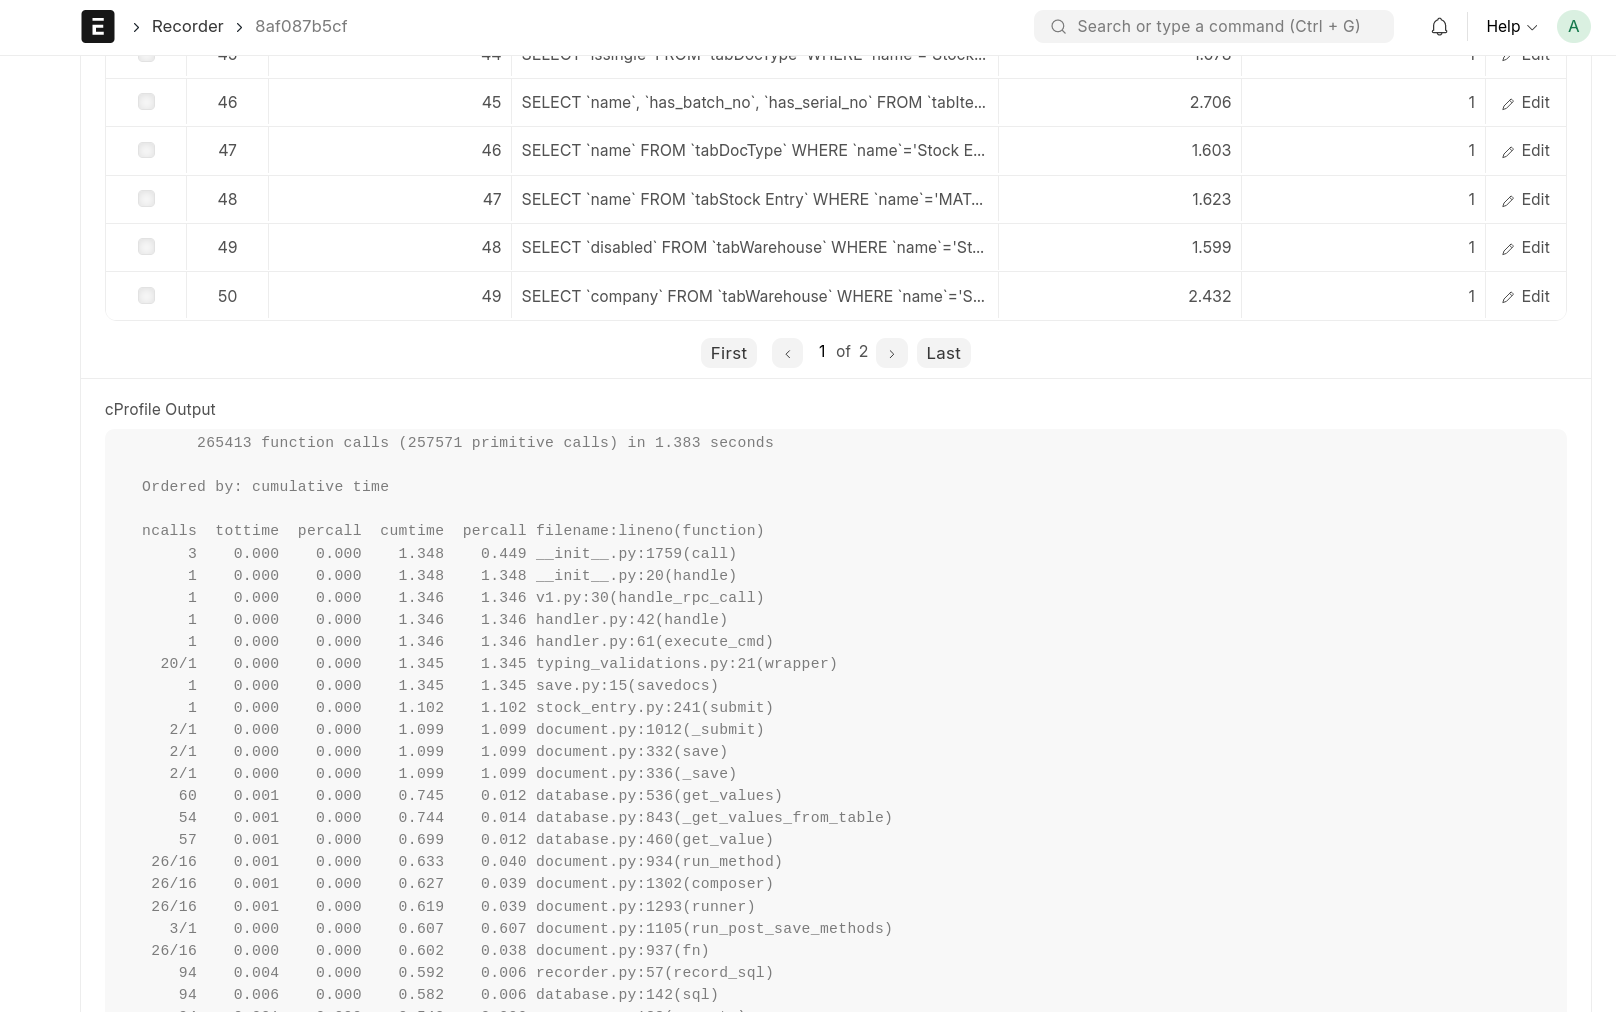 E Recorder 8af087b5cf Search or type a command (Ctrl + G) Help A
45 44 SELECT `issingle` FROM `tabDocType` WHERE `name`='Stock... 1.678 1 Edit
46 45 SELECT `name`, `has_batch_no`, `has_serial_no` FROM `tabIte... 2.706 1 Edit
47 46 SELECT `name` FROM `tabDocType` WHERE `name`='Stock E... 1.603 1 Edit
48 47 SELECT `name` FROM `tabStock Entry` WHERE `name`='MAT... 1.623 1 Edit
49 48 SELECT `disabled` FROM `tabWarehouse` WHERE `name`='St... 1.599 1 Edit
50 49 SELECT `company` FROM `tabWarehouse` WHERE `name`='S... 2.432 1 Edit
First ‹ 1 of 2 › Last
cProfile Output
265413 function calls (257571 primitive calls) in 1.383 seconds
Ordered by: cumulative time
ncalls tottime percall cumtime percall filename:lineno(function)
3 0.000 0.000 1.348 0.449 __init__.py:1759(call)
1 0.000 0.000 1.348 1.348 __init__.py:20(handle)
1 0.000 0.000 1.346 1.346 v1.py:30(handle_rpc_call)
1 0.000 0.000 1.346 1.346 handler.py:42(handle)
1 0.000 0.000 1.346 1.346 handler.py:61(execute_cmd)
20/1 0.000 0.000 1.345 1.345 typing_validations.py:21(wrapper)
1 0.000 0.000 1.345 1.345 save.py:15(savedocs)
1 0.000 0.000 1.102 1.102 stock_entry.py:241(submit)
2/1 0.000 0.000 1.099 1.099 document.py:1012(_submit)
2/1 0.000 0.000 1.099 1.099 document.py:332(save)
2/1 0.000 0.000 1.099 1.099 document.py:336(_save)
60 0.001 0.000 0.745 0.012 database.py:536(get_values)
54 0.001 0.000 0.744 0.014 database.py:843(_get_values_from_table)
57 0.001 0.000 0.699 0.012 database.py:460(get_value)
26/16 0.001 0.000 0.633 0.040 document.py:934(run_method)
26/16 0.001 0.000 0.627 0.039 document.py:1302(composer)
26/16 0.001 0.000 0.619 0.039 document.py:1293(runner)
3/1 0.000 0.000 0.607 0.607 document.py:1105(run_post_save_methods)
26/16 0.000 0.000 0.602 0.038 document.py:937(fn)
94 0.004 0.000 0.592 0.006 recorder.py:57(record_sql)
94 0.006 0.000 0.582 0.006 database.py:142(sql)